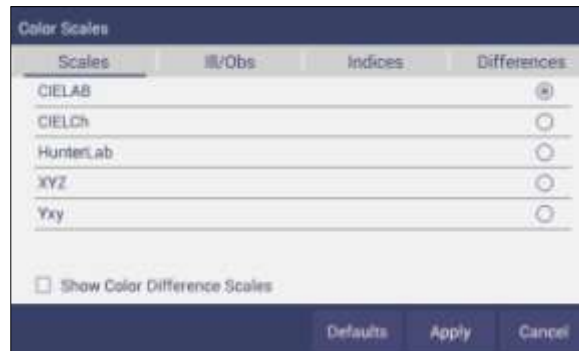 Color Scales
Scales Ill/Obs Indices Differences
CIELAB
CIELCh
HunterLab
XYZ
Yxy
Show Color Difference Scales
Defaults Apply Cancel